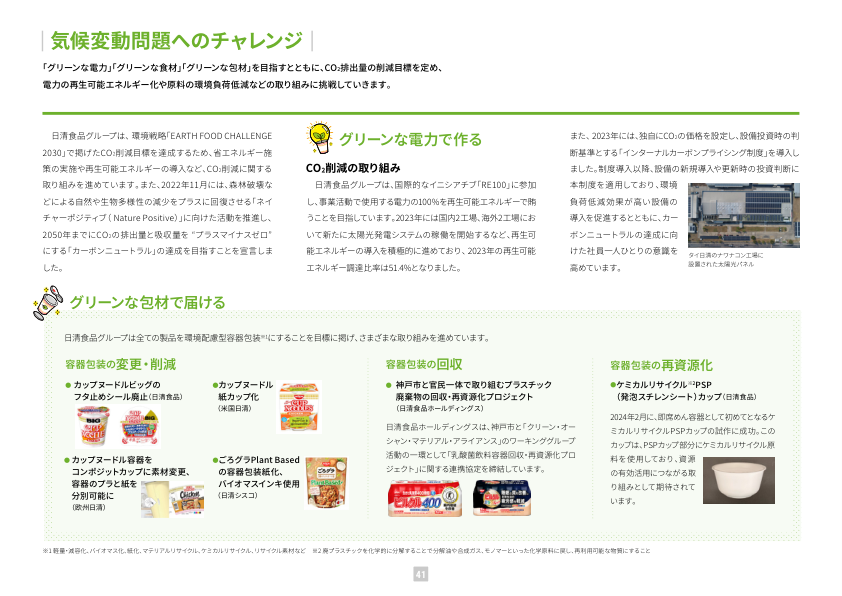 気候変動問題へのチャレンジ
「グリーンな電力」「グリーンな食材」「グリーンな包材」を目指すとともに、CO₂排出量の削減目標を定め、
電力の再生可能エネルギー化や原料の環境負荷低減などの取り組みに挑戦していきます。
日清食品グループは、環境戦略「EARTH FOOD CHALLENGE
2030」で掲げたCO₂削減目標を達成するため、省エネルギー施
策の実施や再生可能エネルギーの導入など、CO₂削減に関する
取り組みを進めています。また、2022年11月には、森林破壊な
どによる自然や生物多様性の減少をプラスに回復させる「ネイ
チャーポジティブ（ Nature Positive）」に向けた活動を推進し、
2050年までにCO₂の排出量と吸収量を “プラスマイナスゼロ”
にする「カーボンニュートラル」の達成を目指すことを宣言しま
した。
グリーンな電力で作る
CO₂削減の取り組み
日清食品グループは、国際的なイニシアチブ「RE100」に参加
し、事業活動で使用する電力の100％を再生可能エネルギーで賄
うことを目指しています。2023年には国内2工場、海外2工場にお
いて新たに太陽光発電システムの稼働を開始するなど、再生可
能エネルギーの導入を積極的に進めており、2023年の再生可能
エネルギー調達比率は51.4%となりました。
また、2023年には、独自にCO₂の価格を設定し、設備投資時の判
断基準とする「インターナルカーボンプライシング制度」を導入し
ました。制度導入以降、設備の新規導入や更新時の投資判断に
本制度を適用しており、環境
負荷低減効果が高い設備の
導入を促進するとともに、カー
ボンニュートラルの達成に向
けた社員一人ひとりの意識を
高めています。
タイ日清のナワナコン工場に
設置された太陽光パネル
グリーンな包材で届ける
日清食品グループは全ての製品を環境配慮型容器包装※1にすることを目標に掲げ、さまざまな取り組みを進めています。
容器包装の変更・削減
●カップヌードルビッグの
フタ止めシール廃止（日清食品）
BIG
BIG
●カップヌードル
紙カップ化
（米国日清）
CUP
NOODLES
●カップヌードル容器を
コンポジットカップに素材変更、
容器のプラと紙を
分別可能に
（欧州日清）
Chicken
●ごろグラPlant Based
の容器包装紙化、
バイオマスインキ使用
（日清シスコ）
ごろグラ
容器包装の回収
● 神戸市と官民一体で取り組むプラスチック
廃棄物の回収・再資源化プロジェクト
（日清食品ホールディングス）
日清食品ホールディングスは、神戸市と「クリーン・オー
シャン・マテリアル・アライアンス」のワーキンググループ
活動の一環として「乳酸菌飲料容器回収・再資源化プロ
ジェクト」に関する連携協定を締結しています。
ピルクル400
容器包装の再資源化
●ケミカルリサイクル※2PSP
（発泡スチレンシート）カップ（日清食品）
2024年2月に、即席めん容器として初めてとなるケ
ミカルリサイクルPSPカップの試作に成功。この
カップは、PSPカップ部分にケミカルリサイクル原
料を使用しており、資源
の有効活用につながる取
り組みとして期待されて
います。
※1 軽量・減容化、バイオマス化、紙化、マテリアルリサイクル、ケミカルリサイクル、リサイクル素材など　※2 廃プラスチックを化学的に分解することで分解油や合成ガス、モノマーといった化学原料に戻し、再利用可能な物質にすること
41